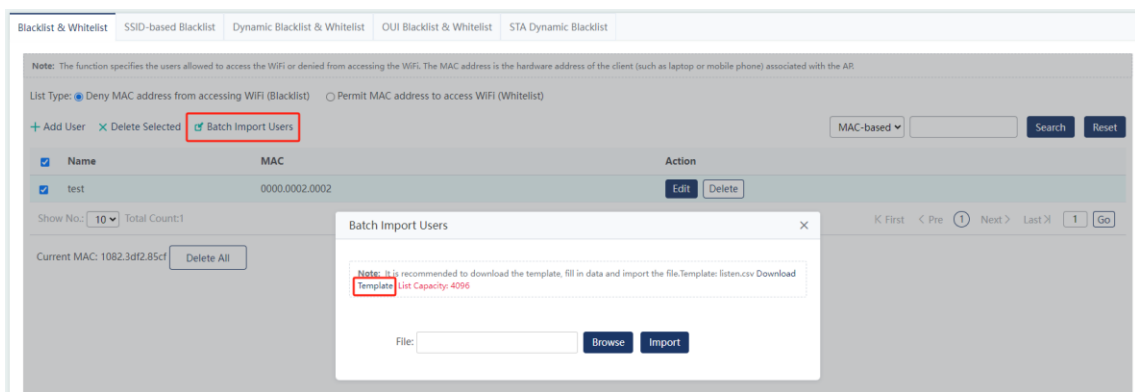 Blacklist & Whitelist SSID-based Blacklist Dynamic Blacklist & Whitelist OUI Blacklist & Whitelist STA Dynamic Blacklist
Note: The function specifies the users allowed to access the WiFi or denied from accessing the WiFi. The MAC address is the hardware address of the client (such as laptop or mobile phone) associated with the AP.
List Type: Deny MAC address from accessing WiFi (Blacklist) Permit MAC address to access WiFi (Whitelist)
+ Add User X Delete Selected Batch Import Users MAC-based Search Reset
Name MAC Action
test 0000.0002.0002 Edit Delete
Show No.: 10 Total Count:1 First < Pre 1 Next > Last 1 Go
Current MAC: 1082.3df2.85cf Delete All
Batch Import Users ×
Note: It is recommended to download the template, fill in data and import the file.Template: listen.csv Download
Template List Capacity: 4096
File: Browse Import